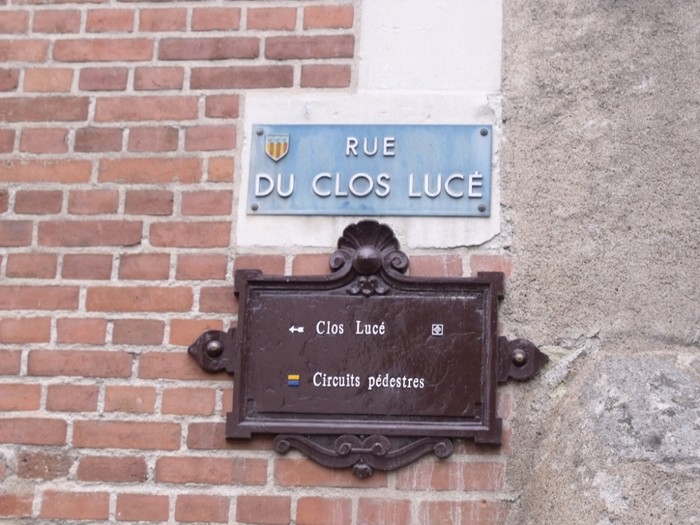 RUE
DU CLOS LUCÉ
Clos Lucé
Circuits pédestres